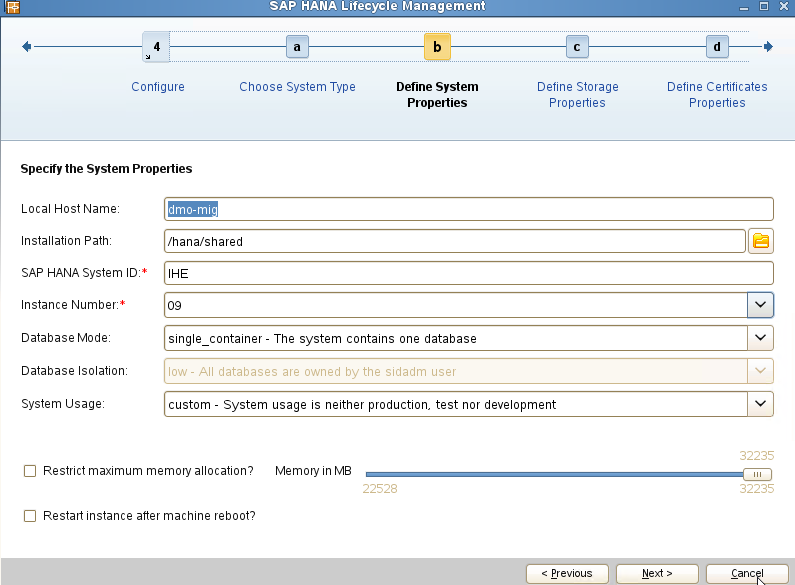 SAP HANA Lifecycle Management
4 a b c d
Configure Choose System Type Define System Define Storage Define Certificates
Properties Properties Properties
Specify the System Properties
Local Host Name: dmo-mig
Installation Path: /hana/shared
SAP HANA System ID:* IHE
Instance Number:* 09
Database Mode: single_container - The system contains one database
Database Isolation: low - All databases are owned by the sidadm user
System Usage: custom - System usage is neither production, test nor development
32235
Restrict maximum memory allocation? Memory in MB
22528 32235
Restart instance after machine reboot?
< Previous Next > Cancel